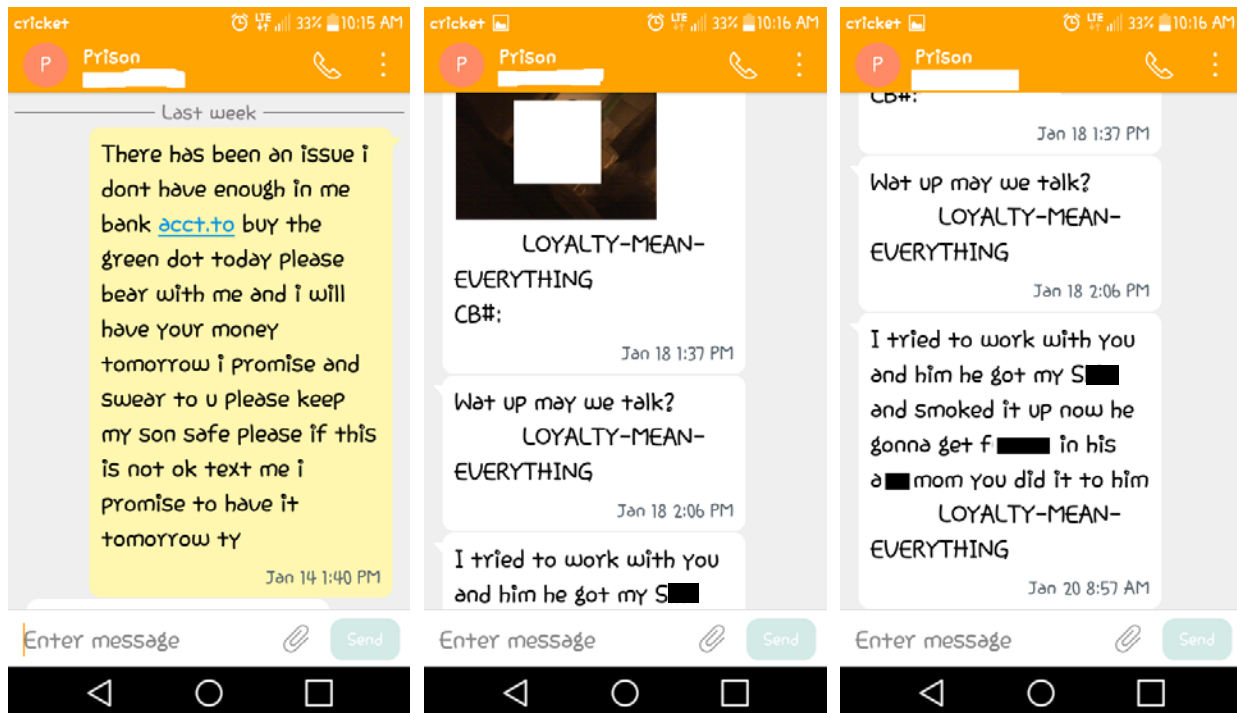 cricket
LTE 33% 10:15 AM
P Prison
Last week
There has been an issue i
dont have enough in me
bank acct.to buy the
green dot today please
bear with me and i will
have your money
tomorrow i promise and
swear to u please keep
my son safe please if this
is not ok text me i
promise to have it
tomorrow ty
Jan 14 1:40 PM
Enter message Send
cricket
LTE 33% 10:16 AM
P Prison
LOYALTY-MEAN-
EVERYTHING
CB#:
Jan 18 1:37 PM
Wat up may we talk?
LOYALTY-MEAN-
EVERYTHING
Jan 18 2:06 PM
I tried to work with you
and him he got my S
Enter message Send
cricket
LTE 33% 10:16 AM
P Prison
CB#:
Jan 18 1:37 PM
Wat up may we talk?
LOYALTY-MEAN-
EVERYTHING
Jan 18 2:06 PM
I tried to work with you
and him he got my S
and smoked it up now he
gonna get f in his
a mom you did it to him
LOYALTY-MEAN-
EVERYTHING
Jan 20 8:57 AM
Enter message Send